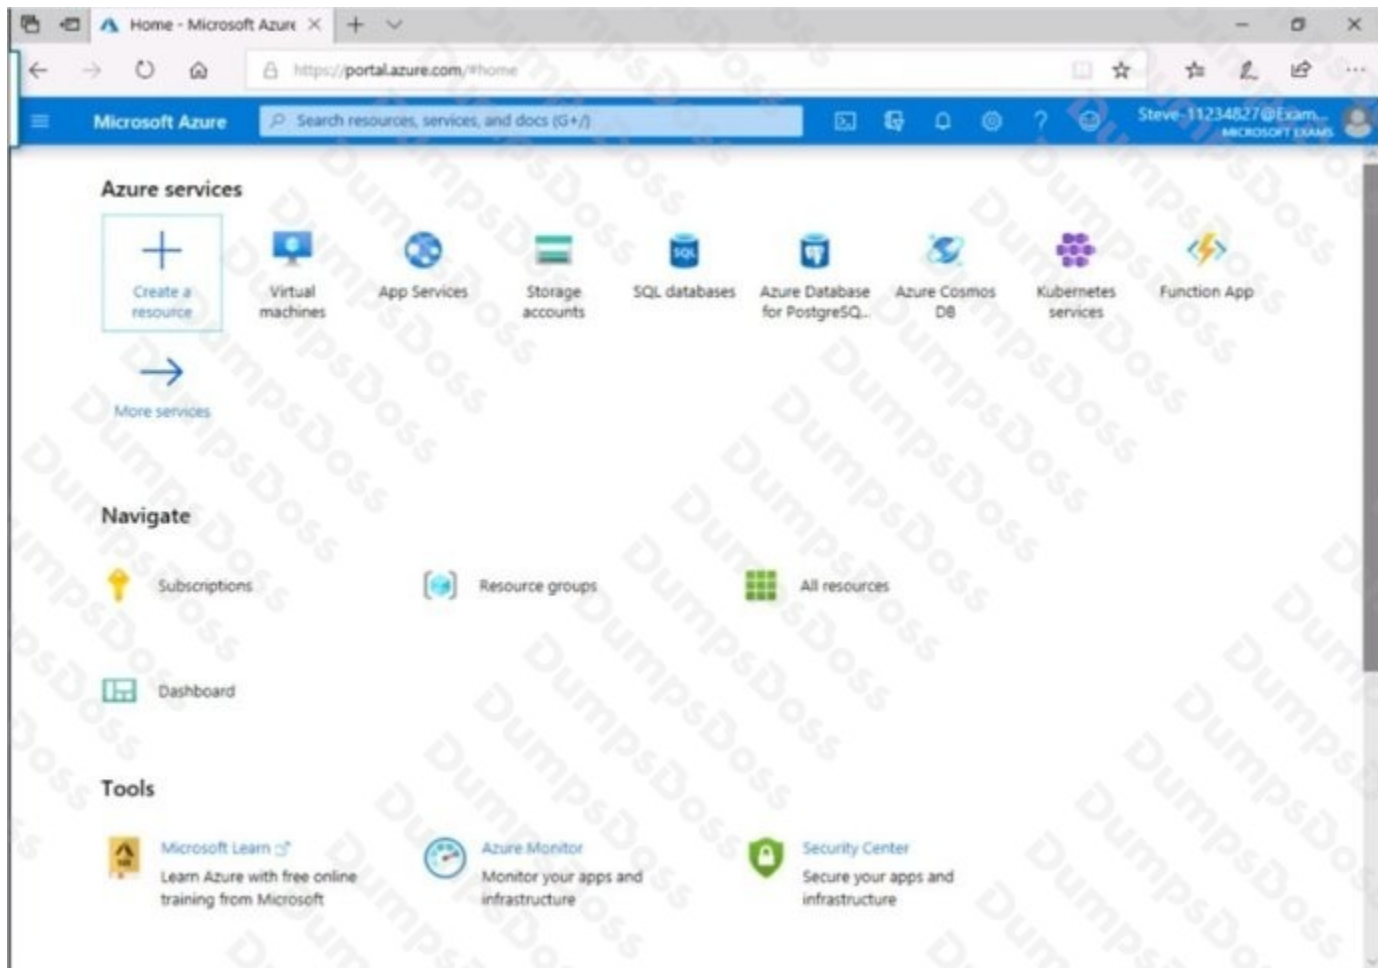 Home - Microsoft Azure
https://portal.azure.com/#home
Microsoft Azure
Search resources, services, and docs (G+/)
Steve-11234827@Exam...
MICROSOFT EXAMS
Azure services
Create a
resource
Virtual
machines
App Services
Storage
accounts
SQL
SQL databases
Azure Database
for PostgreSQ...
Azure Cosmos
DB
Kubernetes
services
Function App
More services
Navigate
Subscriptions
Resource groups
All resources
Dashboard
Tools
Microsoft Learn
Learn Azure with free online
training from Microsoft
Azure Monitor
Monitor your apps and
infrastructure
Security Center
Secure your apps and
infrastructure
DumpsDoss